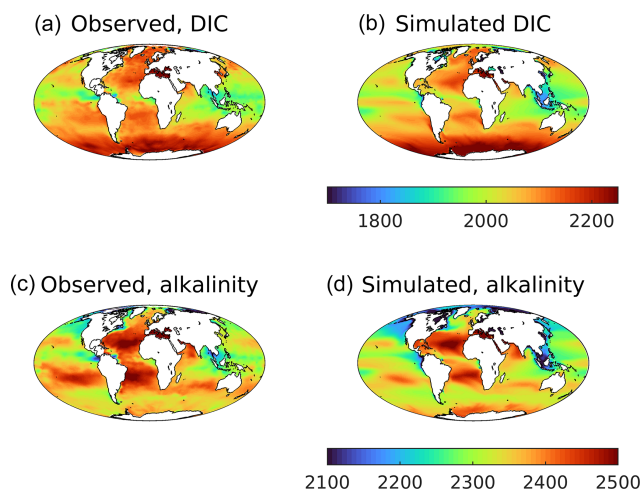 (a) Observed, DIC
(b) Simulated DIC
1800 2000 2200
(c) Observed, alkalinity
(d) Simulated, alkalinity
2100 2200 2300 2400 2500